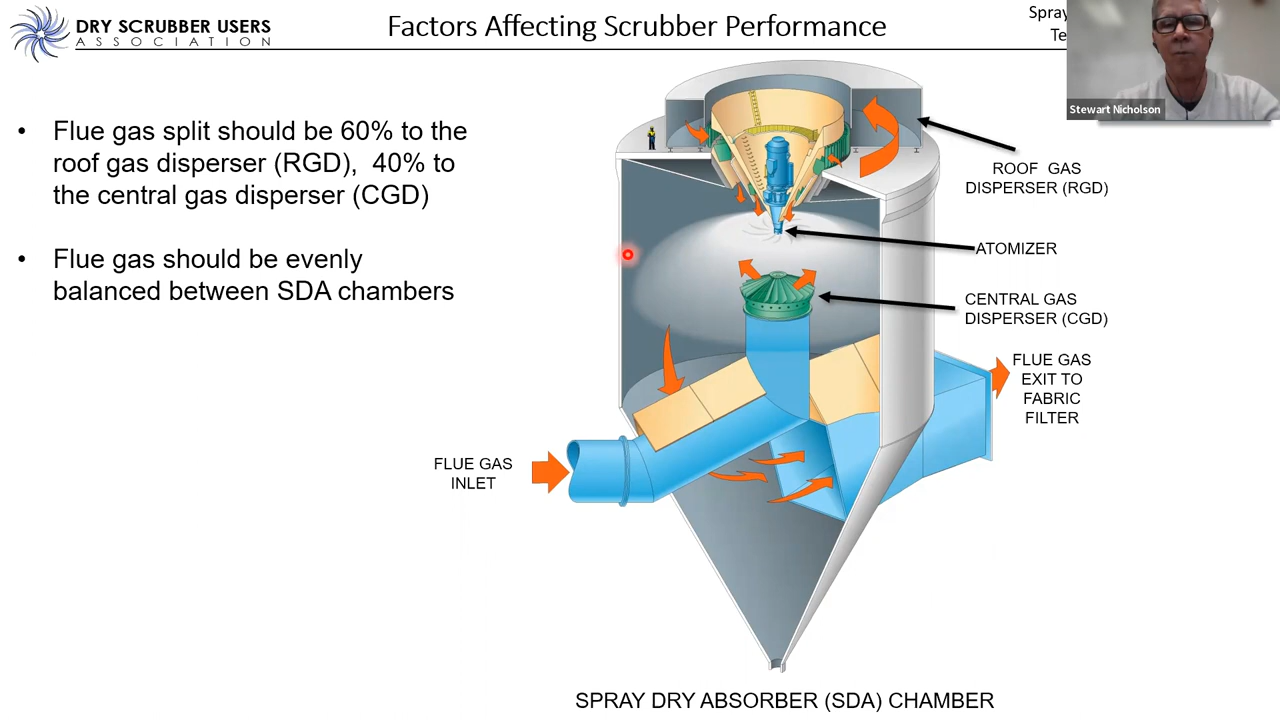 DRY SCRUBBER USERS
ASSOCIATION
Factors Affecting Scrubber Performance
Spray
Stewart Nicholson
• Flue gas split should be 60% to the
roof gas disperser (RGD), 40% to
the central gas disperser (CGD)
• Flue gas should be evenly
balanced between SDA chambers
ROOF GAS
DISPERSER (RGD)
ATOMIZER
CENTRAL GAS
DISPERSER (CGD)
FLUE GAS
EXIT TO
FABRIC
FILTER
FLUE GAS
INLET
SPRAY DRY ABSORBER (SDA) CHAMBER